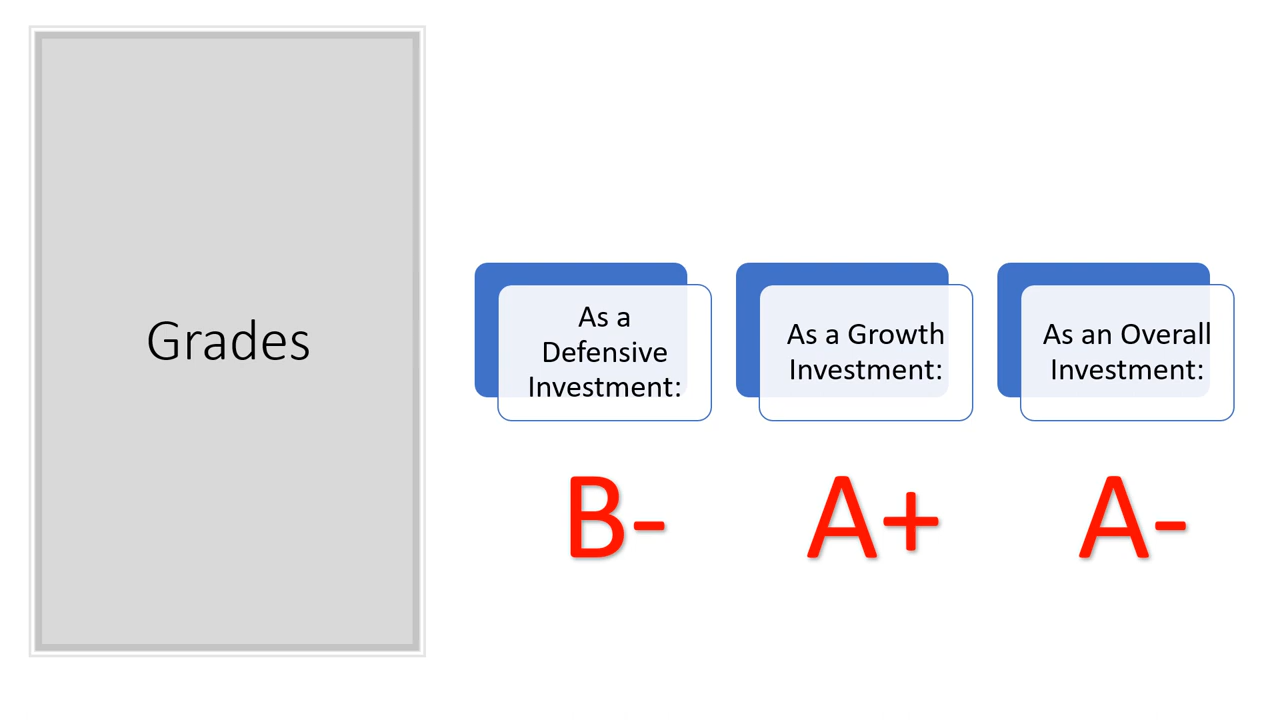 Grades
As a
Defensive
Investment:
As a Growth
Investment:
As an Overall
Investment:
B-
A+
A-